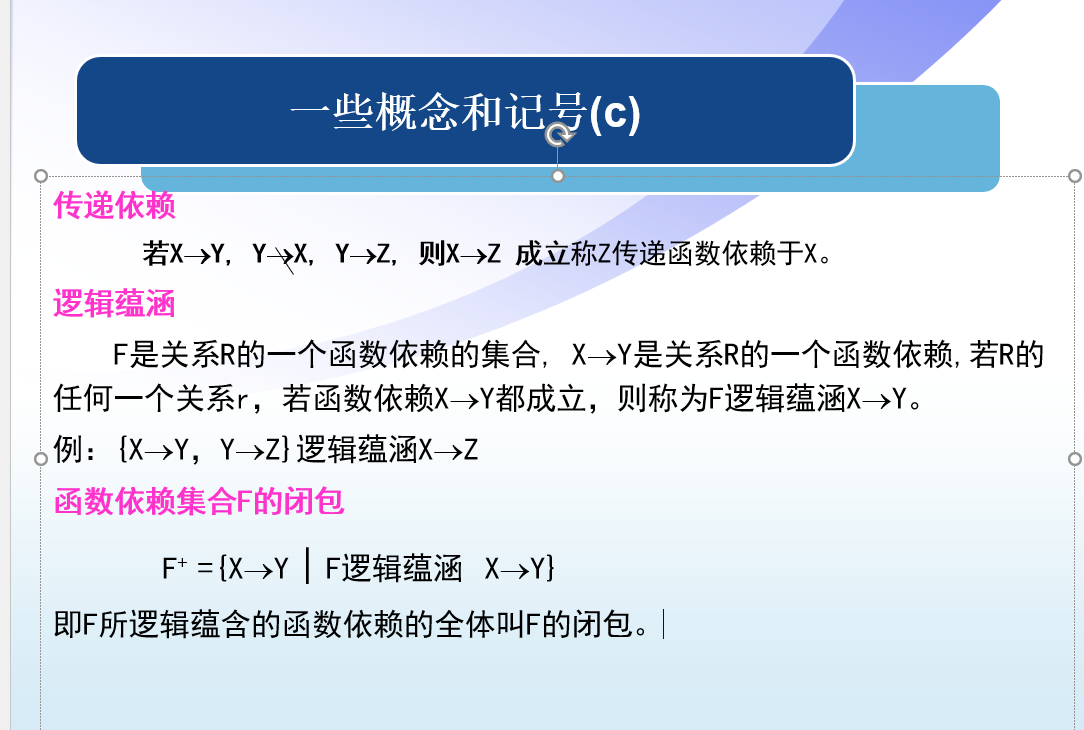 一些概念和记号(c)
传递依赖
若X→Y, Y↛X, Y→Z, 则X→Z 成立称Z传递函数依赖于X。
逻辑蕴涵
F是关系R的一个函数依赖的集合, X→Y是关系R的一个函数依赖,若R的
任何一个关系r，若函数依赖X→Y都成立，则称为F逻辑蕴涵X→Y。
例：{X→Y，Y→Z}逻辑蕴涵X→Z
函数依赖集合F的闭包
F⁺ ={X→Y | F逻辑蕴涵 X→Y}
即F所逻辑蕴含的函数依赖的全体叫F的闭包。